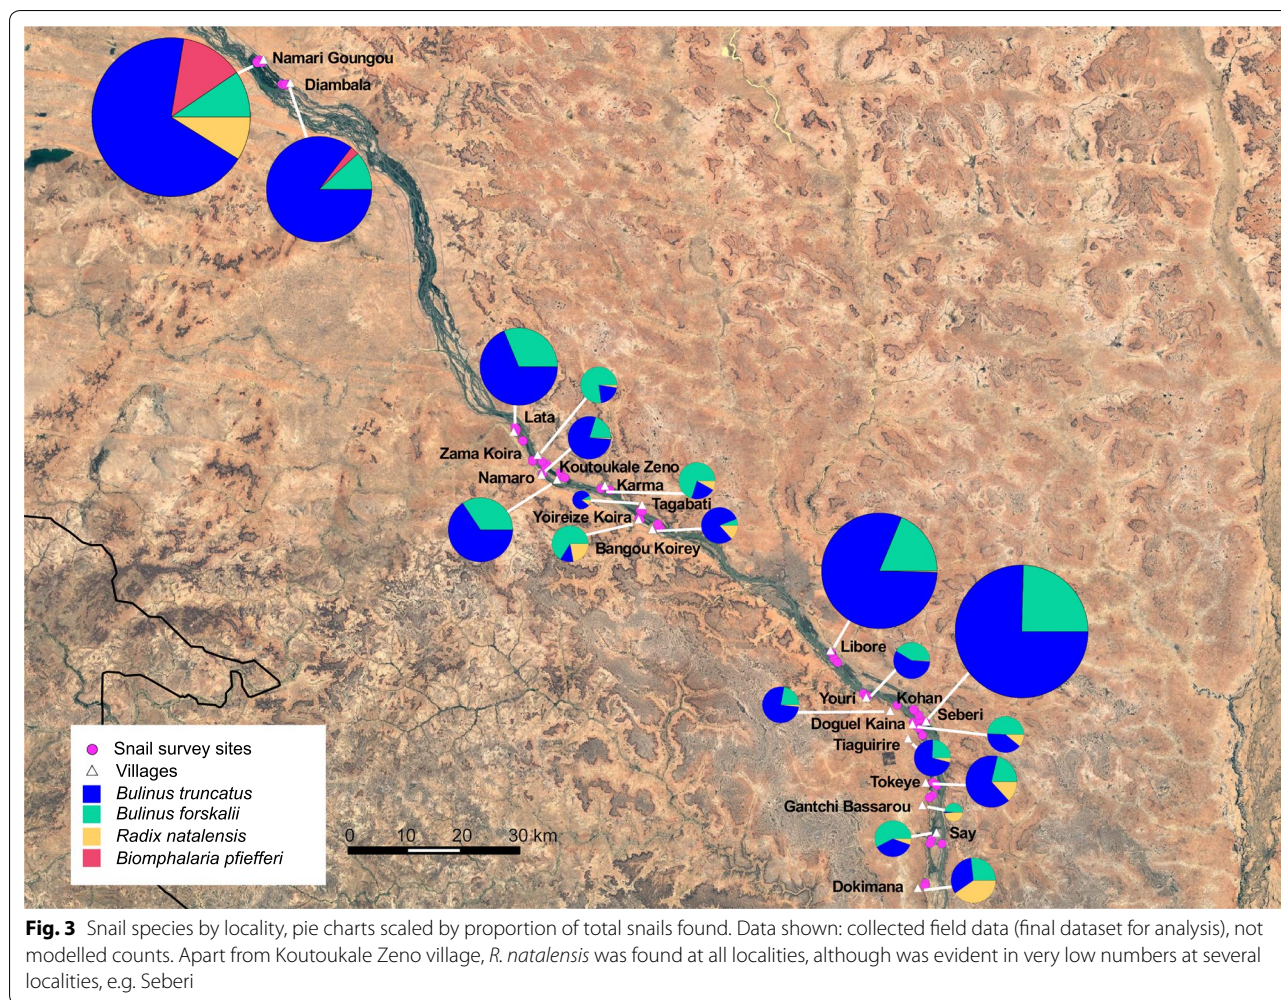 Namari Goungou
Diambala
Lata
Zama Koira
Koutoukale Zeno
Namaro
Karma
Tagabati
Yoireize Koira
Bangou Koirey
Libore
Youri
Kohan
Seberi
Doguel Kaina
Tiaguirire
Tokeye
Gantchi Bassarou
Say
Dokimana
Snail survey sites
Villages
Bulinus truncatus
Bulinus forskalii
Radix natalensis
Biomphalaria pfiefferi
0 10 20 30 km
Fig. 3 Snail species by locality, pie charts scaled by proportion of total snails found. Data shown: collected field data (final dataset for analysis), not
modelled counts. Apart from Koutoukale Zeno village, R. natalensis was found at all localities, although was evident in very low numbers at several
localities, e.g. Seberi